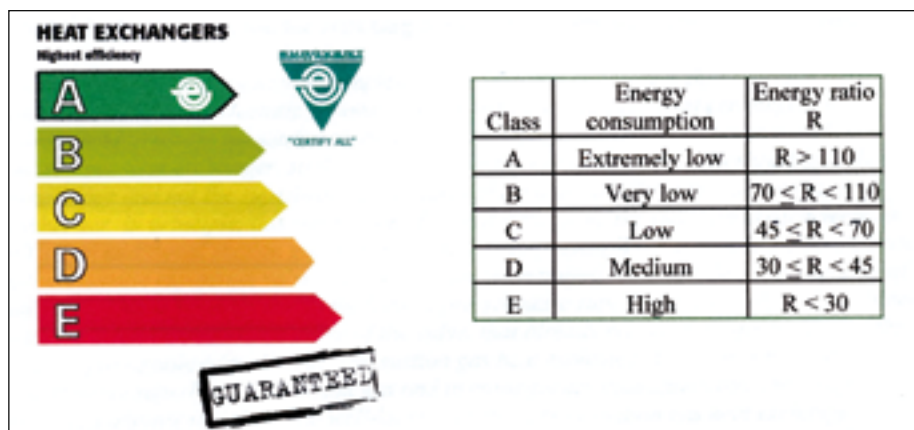 HEAT EXCHANGERS
Highest efficiency
A
B
C
D
E
"CERTIFY ALL"
GUARANTEED
Class Energy consumption Energy ratio R
A Extremely low R > 110
B Very low 70 ≤ R < 110
C Low 45 ≤ R < 70
D Medium 30 ≤ R < 45
E High R < 30